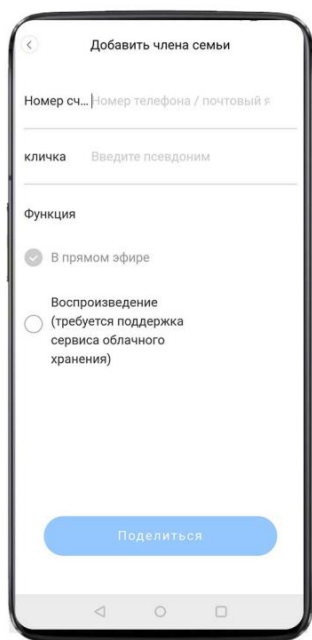 Добавить члена семьи
Номер сч... Номер телефона / почтовый я
кличка Введите псевдоним
Функция
В прямом эфире
Воспроизведение
(требуется поддержка
сервиса облачного
хранения)
Поделиться